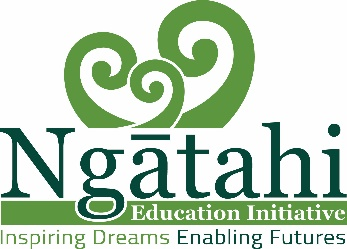 Ngātahi
Education Initiative
Inspiring Dreams Enabling Futures